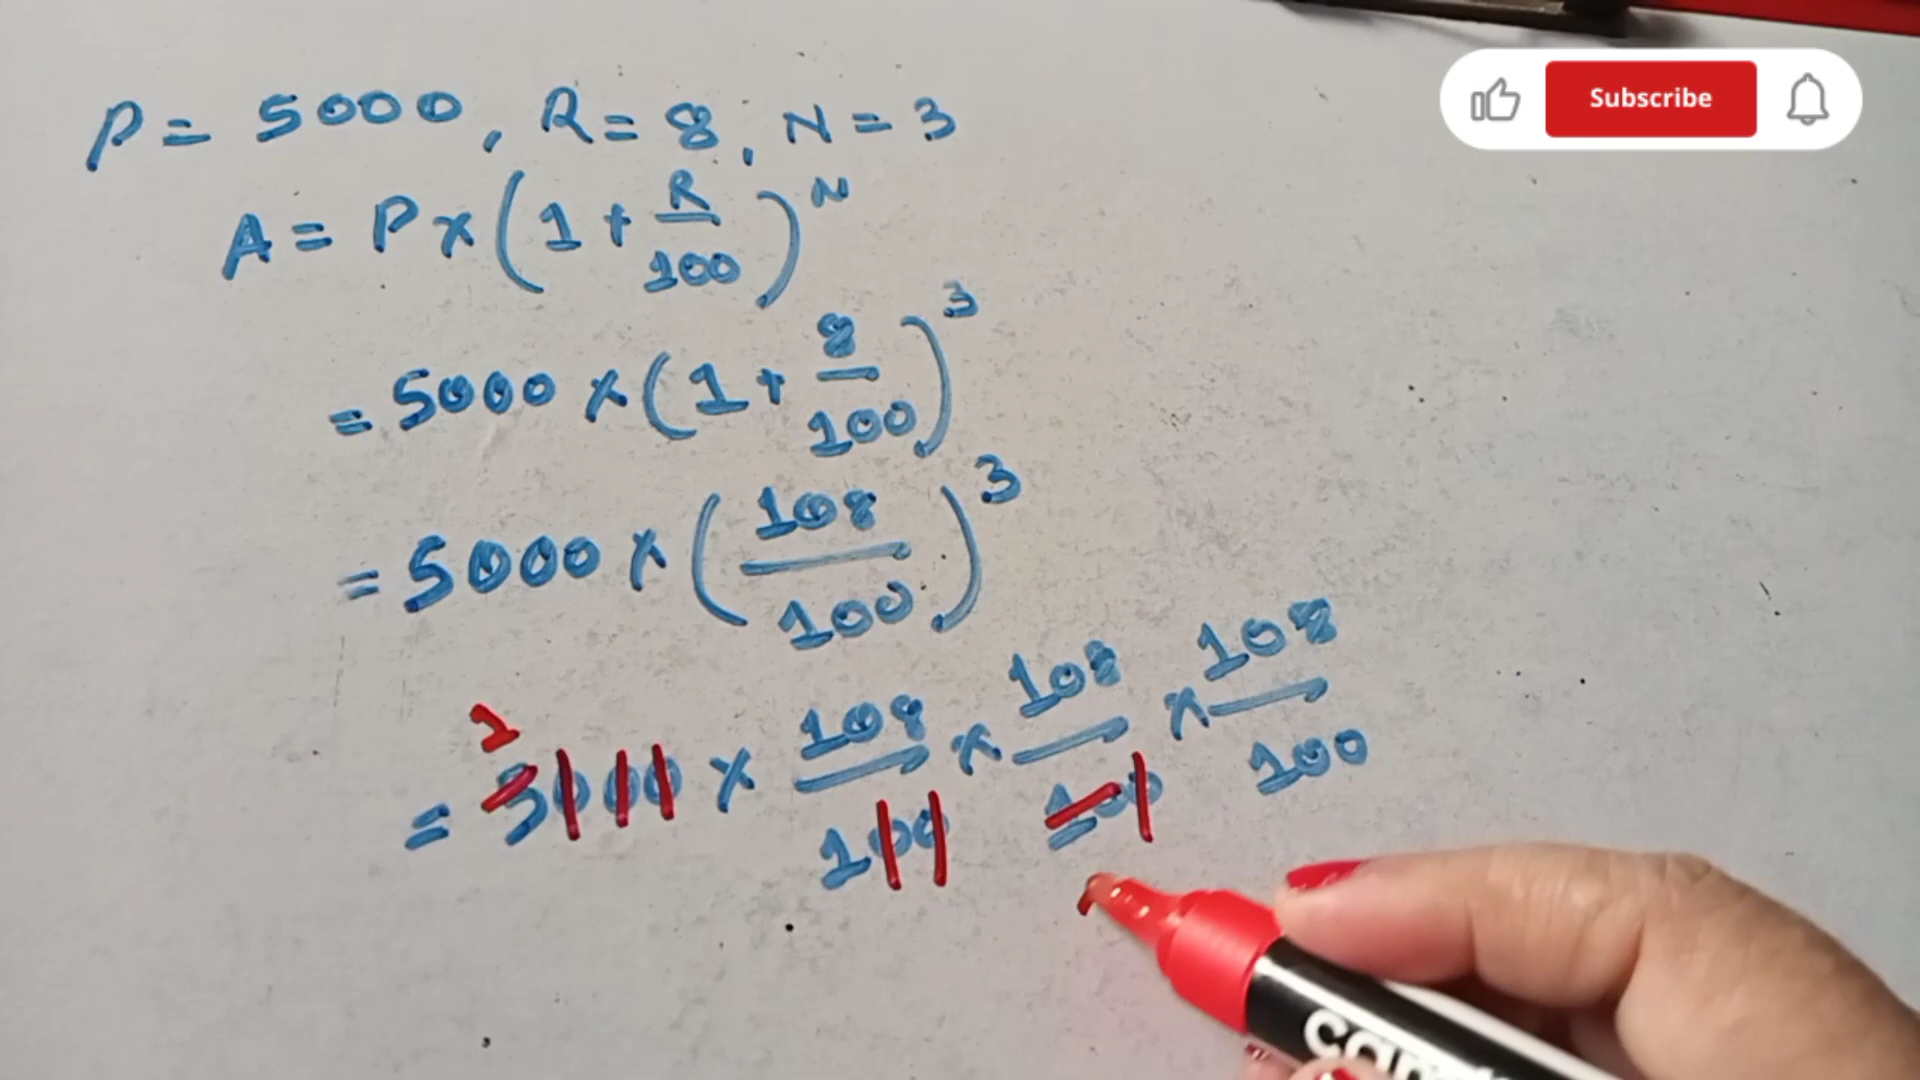 Subscribe
P = 5000, R = 8, N = 3
A = P × (1 + R/100)^N
= 5000 × (1 + 8/100)^3
= 5000 × (108/100)^3
1
= 5000 × 108/100 × 108/100 × 108/100